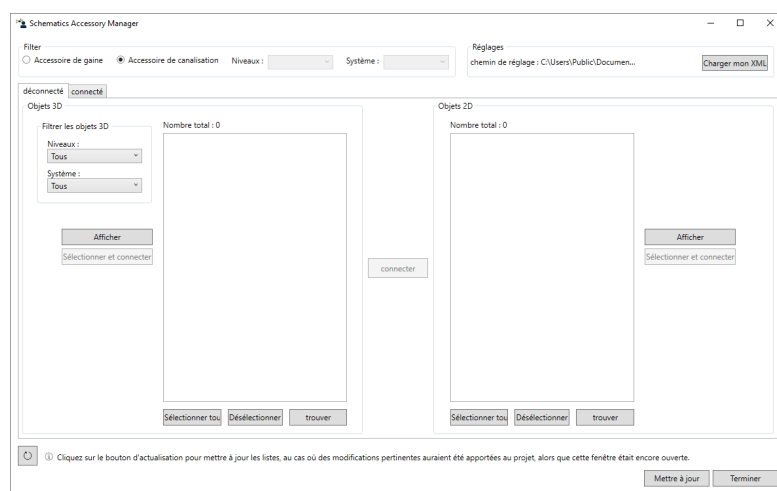 Schematics Accessory Manager
Filter
Accessoire de gaine Accessoire de canalisation Niveaux : Système :
Réglages
chemin de réglage : C:\Users\Public\Documen... Charger mon XML
déconnecté connecté
Objets 3D
Filtrer les objets 3D
Niveaux :
Tous
Système :
Tous
Afficher
Sélectionner et connecter
Nombre total : 0
Sélectionner tou Désélectionner trouver
connecter
Objets 2D
Nombre total : 0
Sélectionner tou Désélectionner trouver
Afficher
Sélectionner et connecter
Cliquez sur le bouton d'actualisation pour mettre à jour les listes, au cas où des modifications pertinentes auraient été apportées au projet, alors que cette fenêtre était encore ouverte.
Mettre à jour Terminer